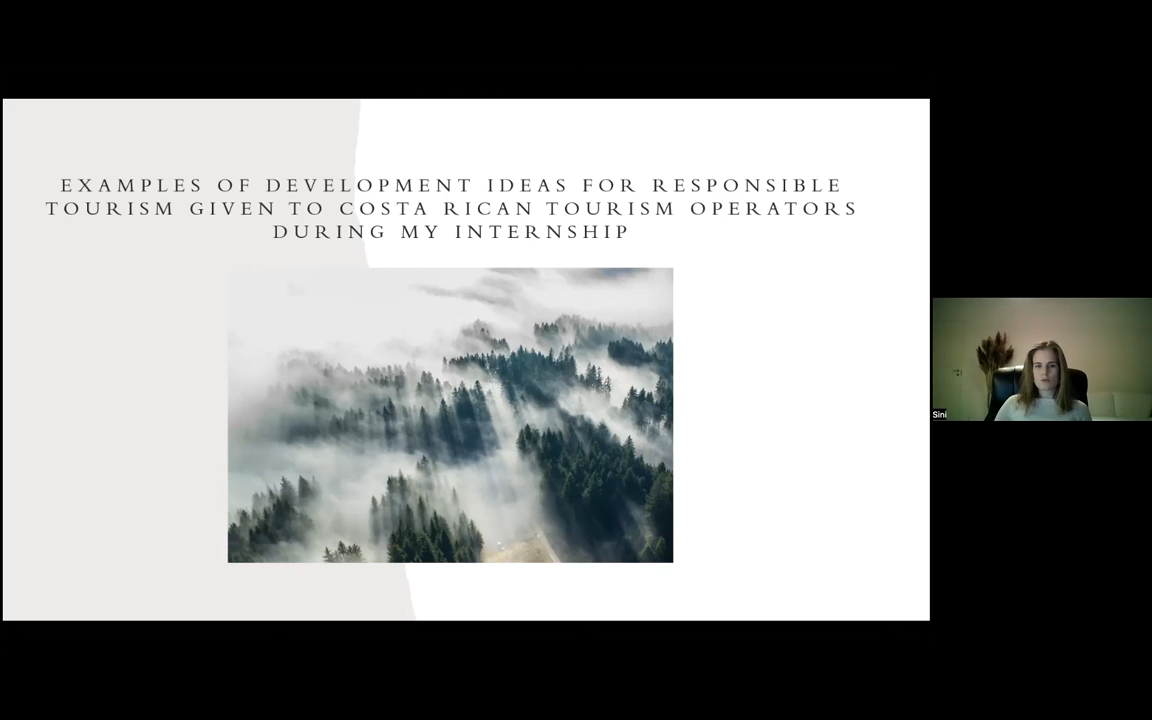 EXAMPLES OF DEVELOPMENT IDEAS FOR RESPONSIBLE
TOURISM GIVEN TO COSTA RICAN TOURISM OPERATORS
DURING MY INTERNSHIP
Sini